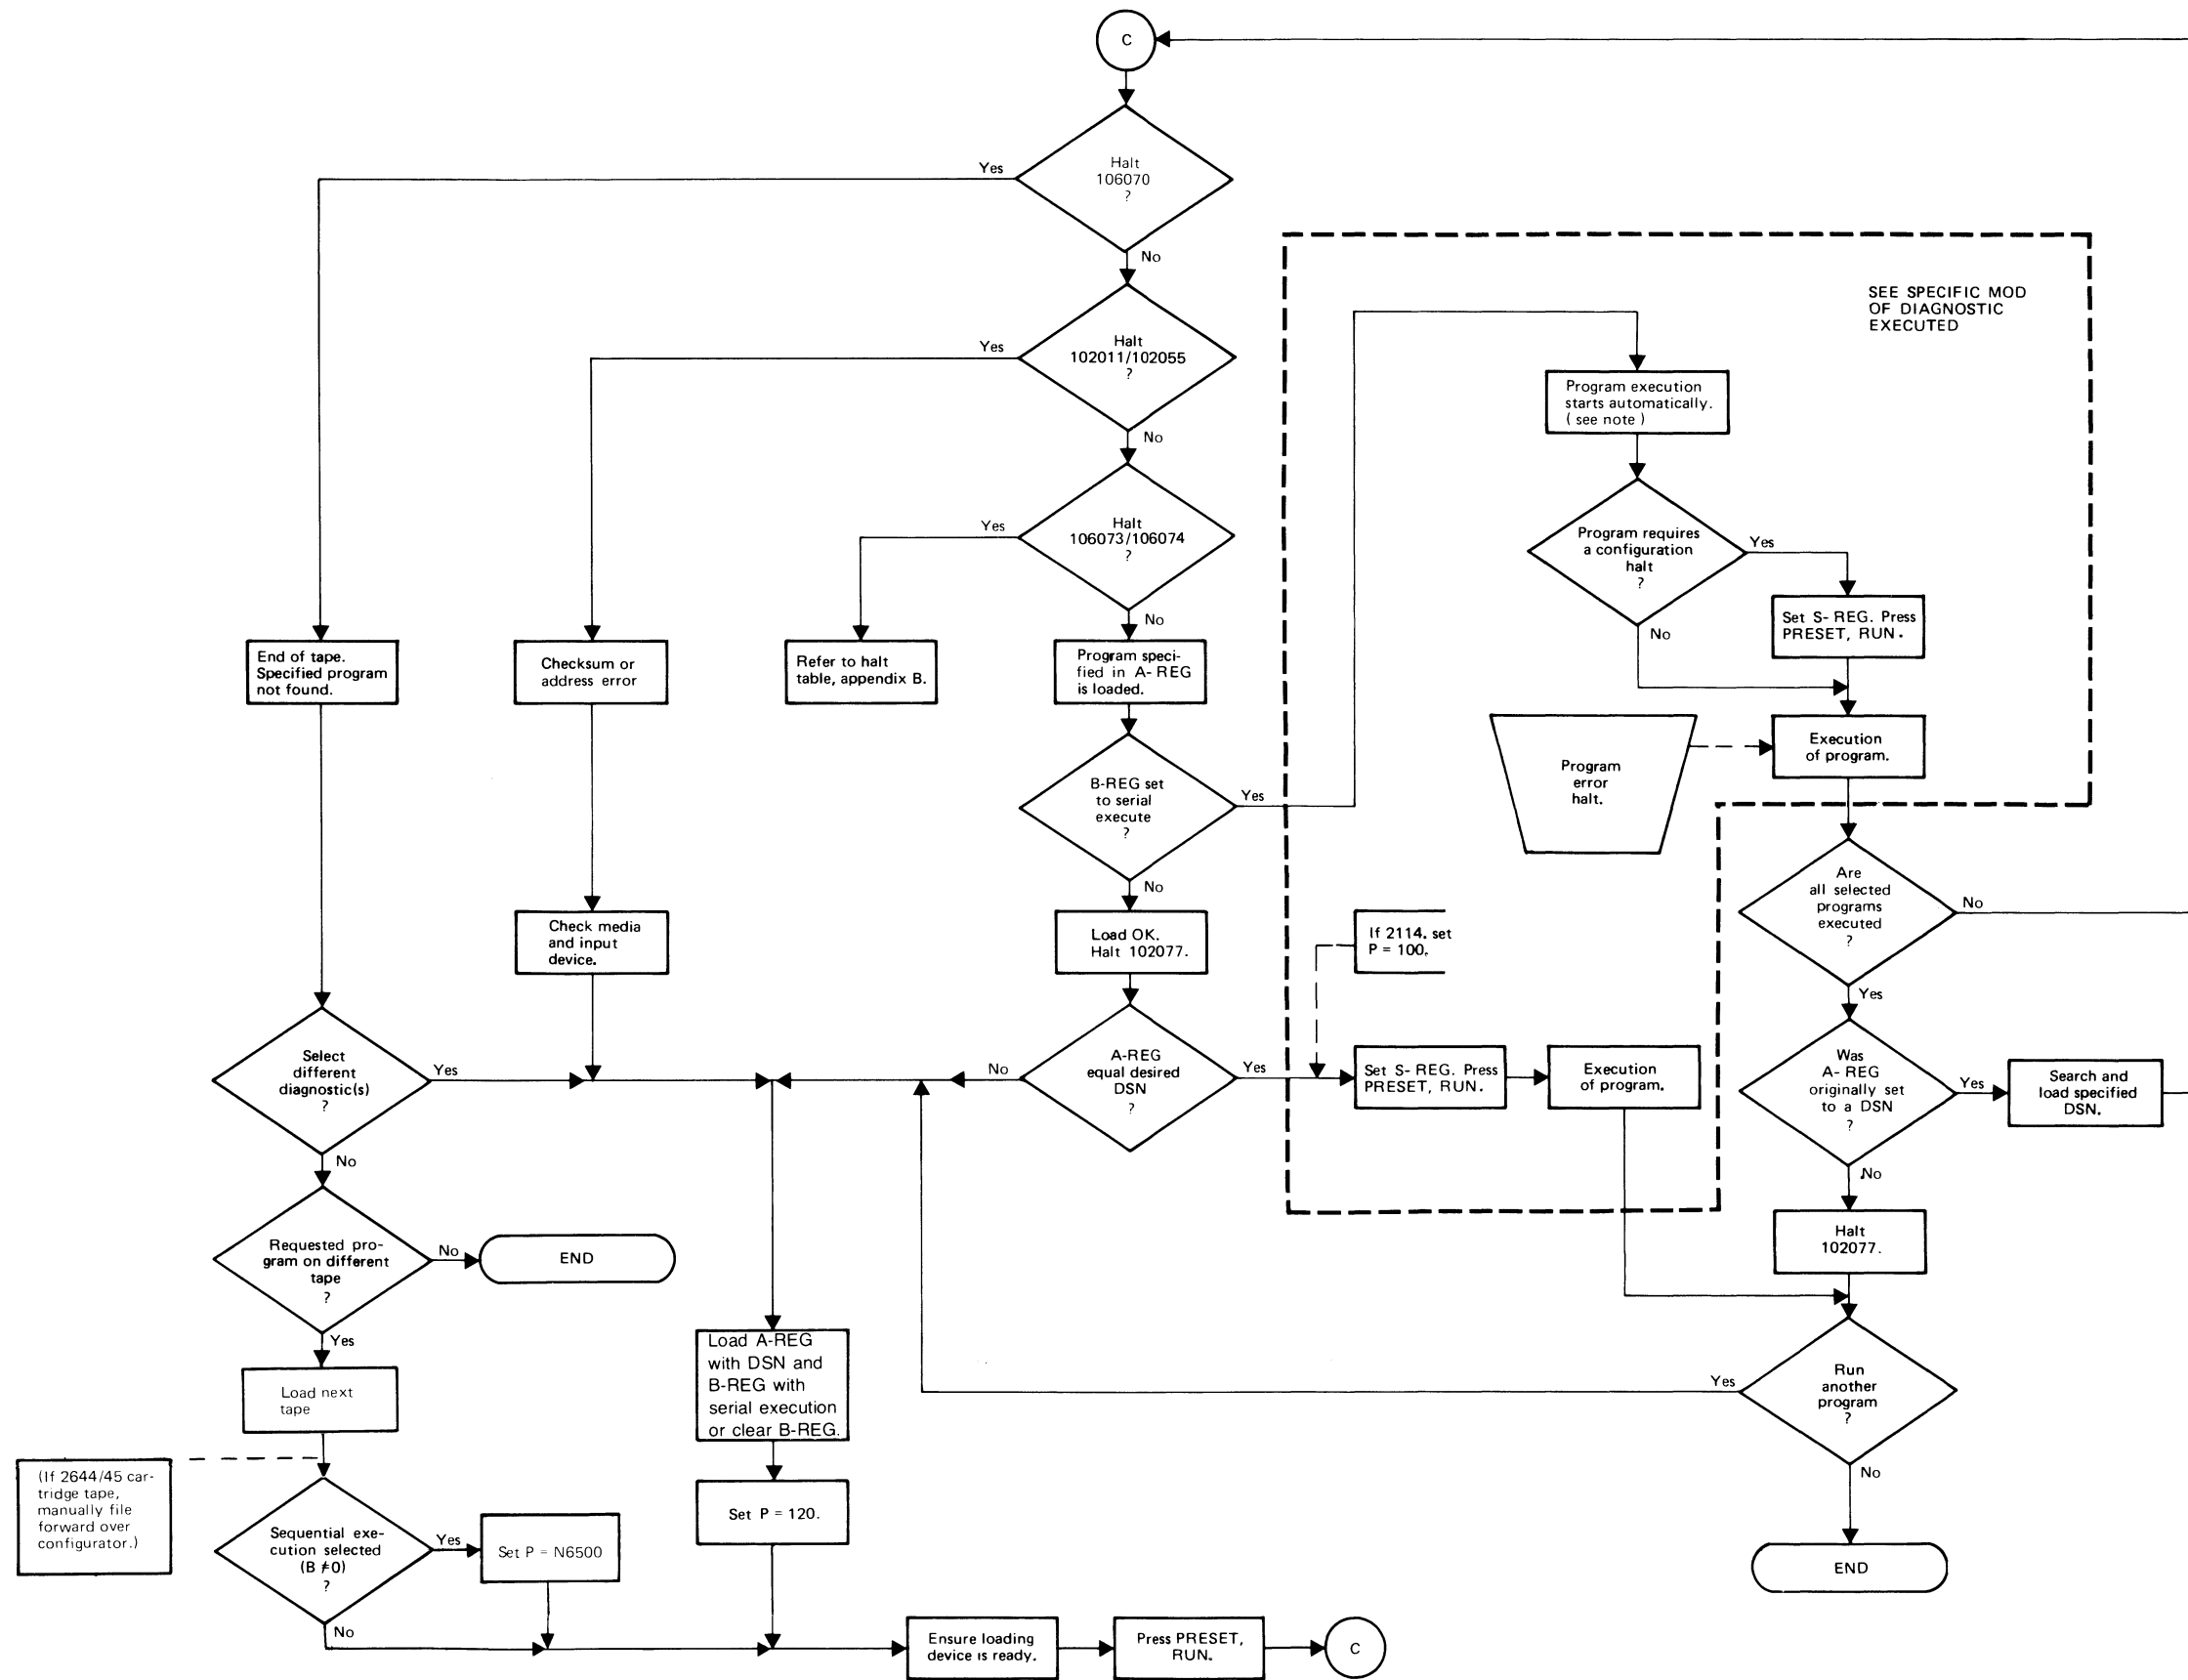 C
Yes
Halt
106070
?
No
SEE SPECIFIC MOD
OF DIAGNOSTIC
EXECUTED
Yes
Halt
102011/102055
?
No
Program execution
starts automatically.
( see note )
Yes
Halt
106073/106074
?
No
Program requires
a configuration
halt
?
Yes
No
Set S-REG. Press
PRESET, RUN.
End of tape.
Specified program
not found.
Checksum or
address error
Refer to halt
table, appendix B.
Program speci-
fied in A-REG
is loaded.
Program
error
halt.
Execution
of program.
B-REG set
to serial
execute
?
Yes
No
Are
all selected
programs
executed
?
No
Yes
Check media
and input
device.
Load OK.
Halt 102077.
If 2114, set
P = 100.
Select
different
diagnostic(s)
?
Yes
No
No
A-REG
equal desired
DSN
?
Yes
Set S-REG. Press
PRESET, RUN.
Execution
of program.
Was
A-REG
originally set
to a DSN
?
Yes
No
Search and
load specified
DSN.
Requested pro-
gram on different
tape
?
No
END
Yes
Halt
102077.
Load A-REG
with DSN and
B-REG with
serial execution
or clear B-REG.
Load next
tape
Yes
Run
another
program
?
No
(If 2644/45 car-
tridge tape,
manually file
forward over
configurator.)
Sequential exe-
cution selected
(B ≠0)
?
Yes
No
Set P = N6500
Set P = 120.
END
Ensure loading
device is ready.
Press PRESET,
RUN.
C